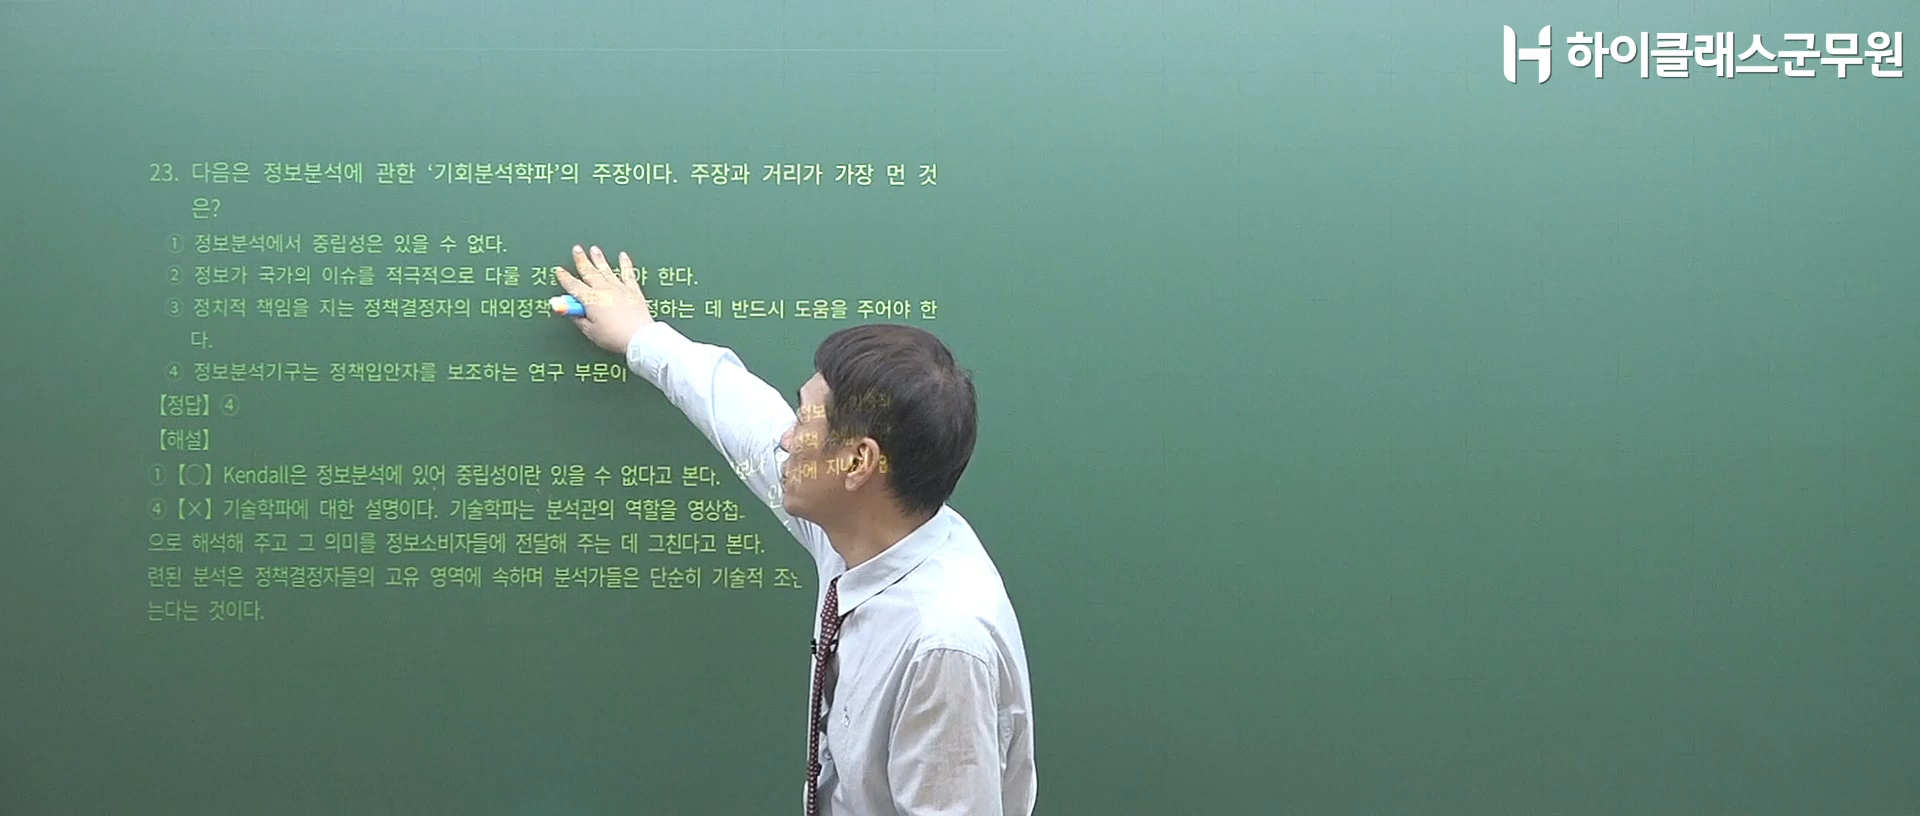 하이클래스군무원
23. 다음은 정보분석에 관한 ‘기회분석학파’의 주장이다. 주장과 거리가 가장 먼 것
은?
① 정보분석에서 중립성은 있을 수 없다.
② 정보가 국가의 이슈를 적극적으로 다룰 한다.
③ 정치적 책임을 지는 정책결정자의 데 반드시 도움을 주어야 한
다.
④ 정보분석기구는 정책입안자를 보조하는 연구
【정답】 ④
【해설】
①【○】Kendall은 정보분석에 있어 중립성이란 있을 수 없다고 본다.
④【×】기술학파에 대한 설명이다. 기술학파는 분석관의 역할을
으로 해석해 주고 그 의미를 정보소비자들에 전달해 주는 데 그친다고 본다.
련된 분석은 정책결정자들의 고유 영역에 속하며 분석가들은 단순히 기술적
는다는 것이다.